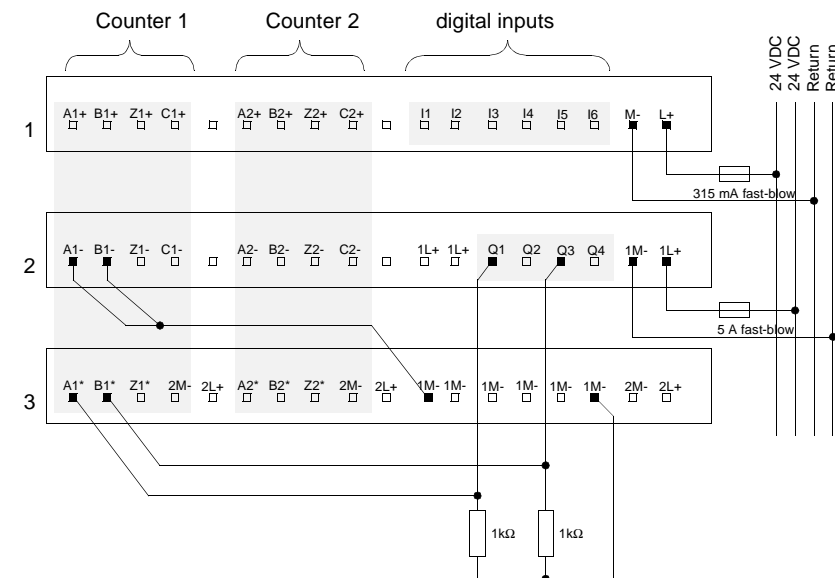 Counter 1 Counter 2 digital inputs
24 VDC
24 VDC
Return
Return
1
A1+ B1+ Z1+ C1+ A2+ B2+ Z2+ C2+ I1 I2 I3 I4 I5 I6 M- L+
315 mA fast-blow
2
A1- B1- Z1- C1- A2- B2- Z2- C2- 1L+ 1L+ Q1 Q2 Q3 Q4 1M- 1L+
5 A fast-blow
3
A1* B1* Z1* 2M- 2L+ A2* B2* Z2* 2M- 2L+ 1M- 1M- 1M- 1M- 1M- 1M- 2M- 2L+
1kΩ 1kΩ